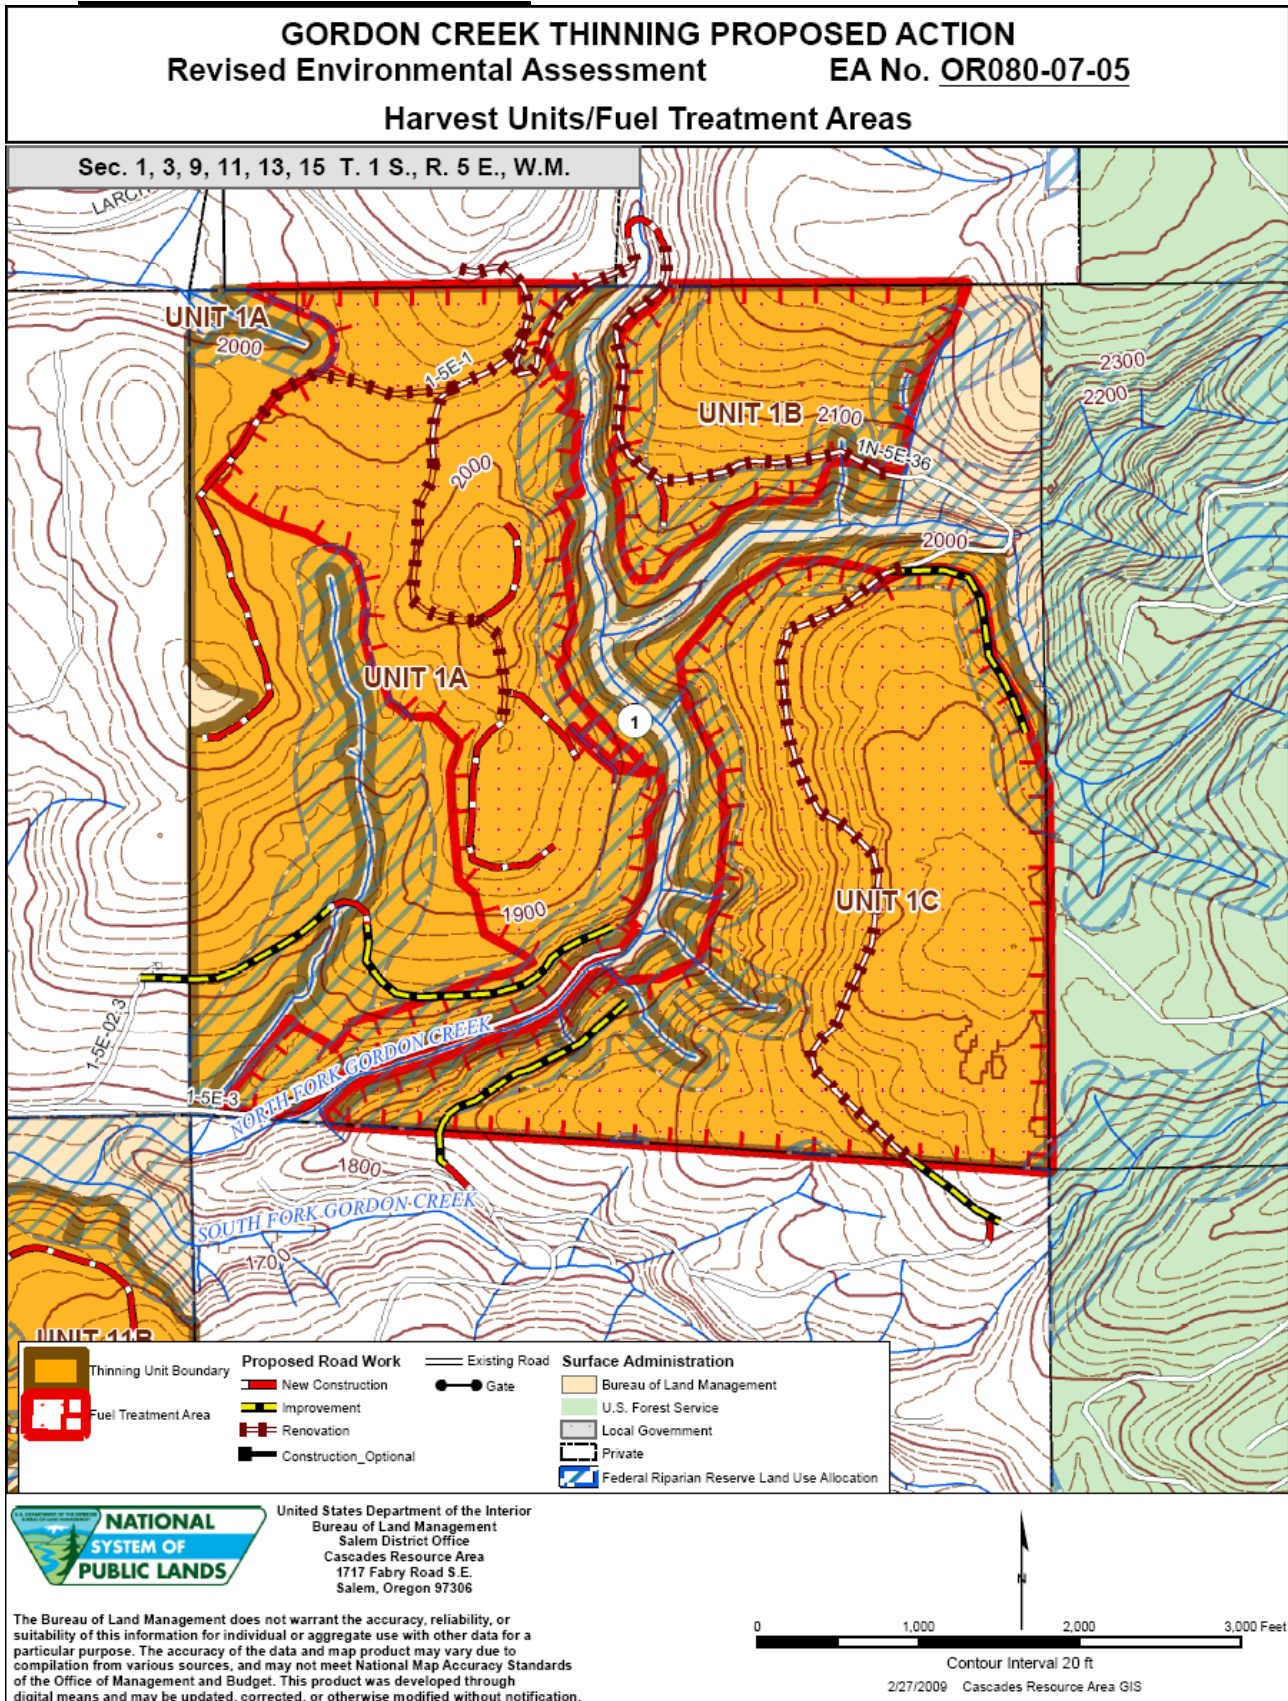 GORDON CREEK THINNING PROPOSED ACTION
Revised Environmental Assessment EA No. OR080-07-05
Harvest Units/Fuel Treatment Areas
Sec. 1, 3, 9, 11, 13, 15 T. 1 S., R. 5 E., W.M.
LARCH
UNIT 1A
2000
1-5E-1
2300
2200
UNIT 1B
2100
1N-5E-36
2000
2000
UNIT 1A
1
UNIT 1C
1900
1-5E-02.3
NORTH FORK GORDON CREEK
1-5E-3
1800
SOUTH FORK GORDON CREEK
1700
UNIT 11B
Thinning Unit Boundary
Fuel Treatment Area
Proposed Road Work
New Construction
Improvement
Renovation
Construction_Optional
Existing Road
Gate
Surface Administration
Bureau of Land Management
U.S. Forest Service
Local Government
Private
Federal Riparian Reserve Land Use Allocation
U.S. DEPARTMENT OF THE INTERIOR
BUREAU OF LAND MANAGEMENT
NATIONAL
SYSTEM OF
PUBLIC LANDS
United States Department of the Interior
Bureau of Land Management
Salem District Office
Cascades Resource Area
1717 Fabry Road S.E.
Salem, Oregon 97306
N
The Bureau of Land Management does not warrant the accuracy, reliability, or
suitability of this information for individual or aggregate use with other data for a
particular purpose. The accuracy of the data and map product may vary due to
compilation from various sources, and may not meet National Map Accuracy Standards
of the Office of Management and Budget. This product was developed through
digital means and may be updated, corrected, or otherwise modified without notification.
0 1,000 2,000 3,000 Feet
Contour Interval 20 ft
2/27/2009 Cascades Resource Area GIS